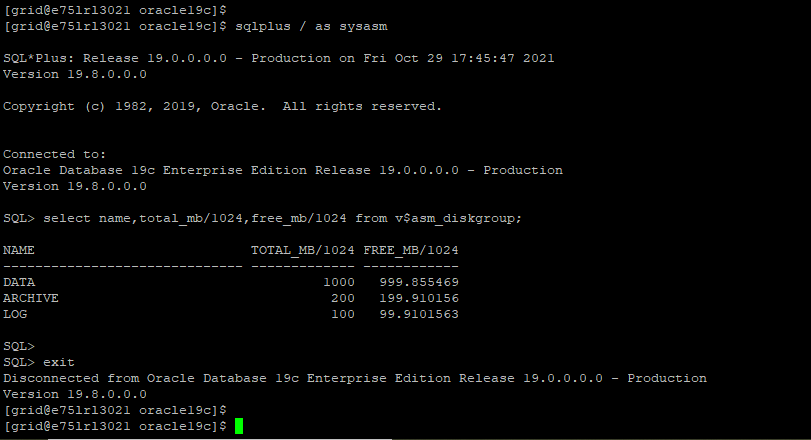 [grid@e75lrl3021 oracle19c]$
[grid@e75lrl3021 oracle19c]$ sqlplus / as sysasm
SQL*Plus: Release 19.0.0.0.0 - Production on Fri Oct 29 17:45:47 2021
Version 19.8.0.0.0
Copyright (c) 1982, 2019, Oracle.  All rights reserved.
Connected to:
Oracle Database 19c Enterprise Edition Release 19.0.0.0.0 - Production
Version 19.8.0.0.0
SQL> select name,total_mb/1024,free_mb/1024 from v$asm_diskgroup;
NAME                           TOTAL_MB/1024 FREE_MB/1024
------------------------------ ------------- ------------
DATA                                    1000   999.855469
ARCHIVE                                  200   199.910156
LOG                                      100   99.9101563
SQL>
SQL> exit
Disconnected from Oracle Database 19c Enterprise Edition Release 19.0.0.0.0 - Production
Version 19.8.0.0.0
[grid@e75lrl3021 oracle19c]$
[grid@e75lrl3021 oracle19c]$